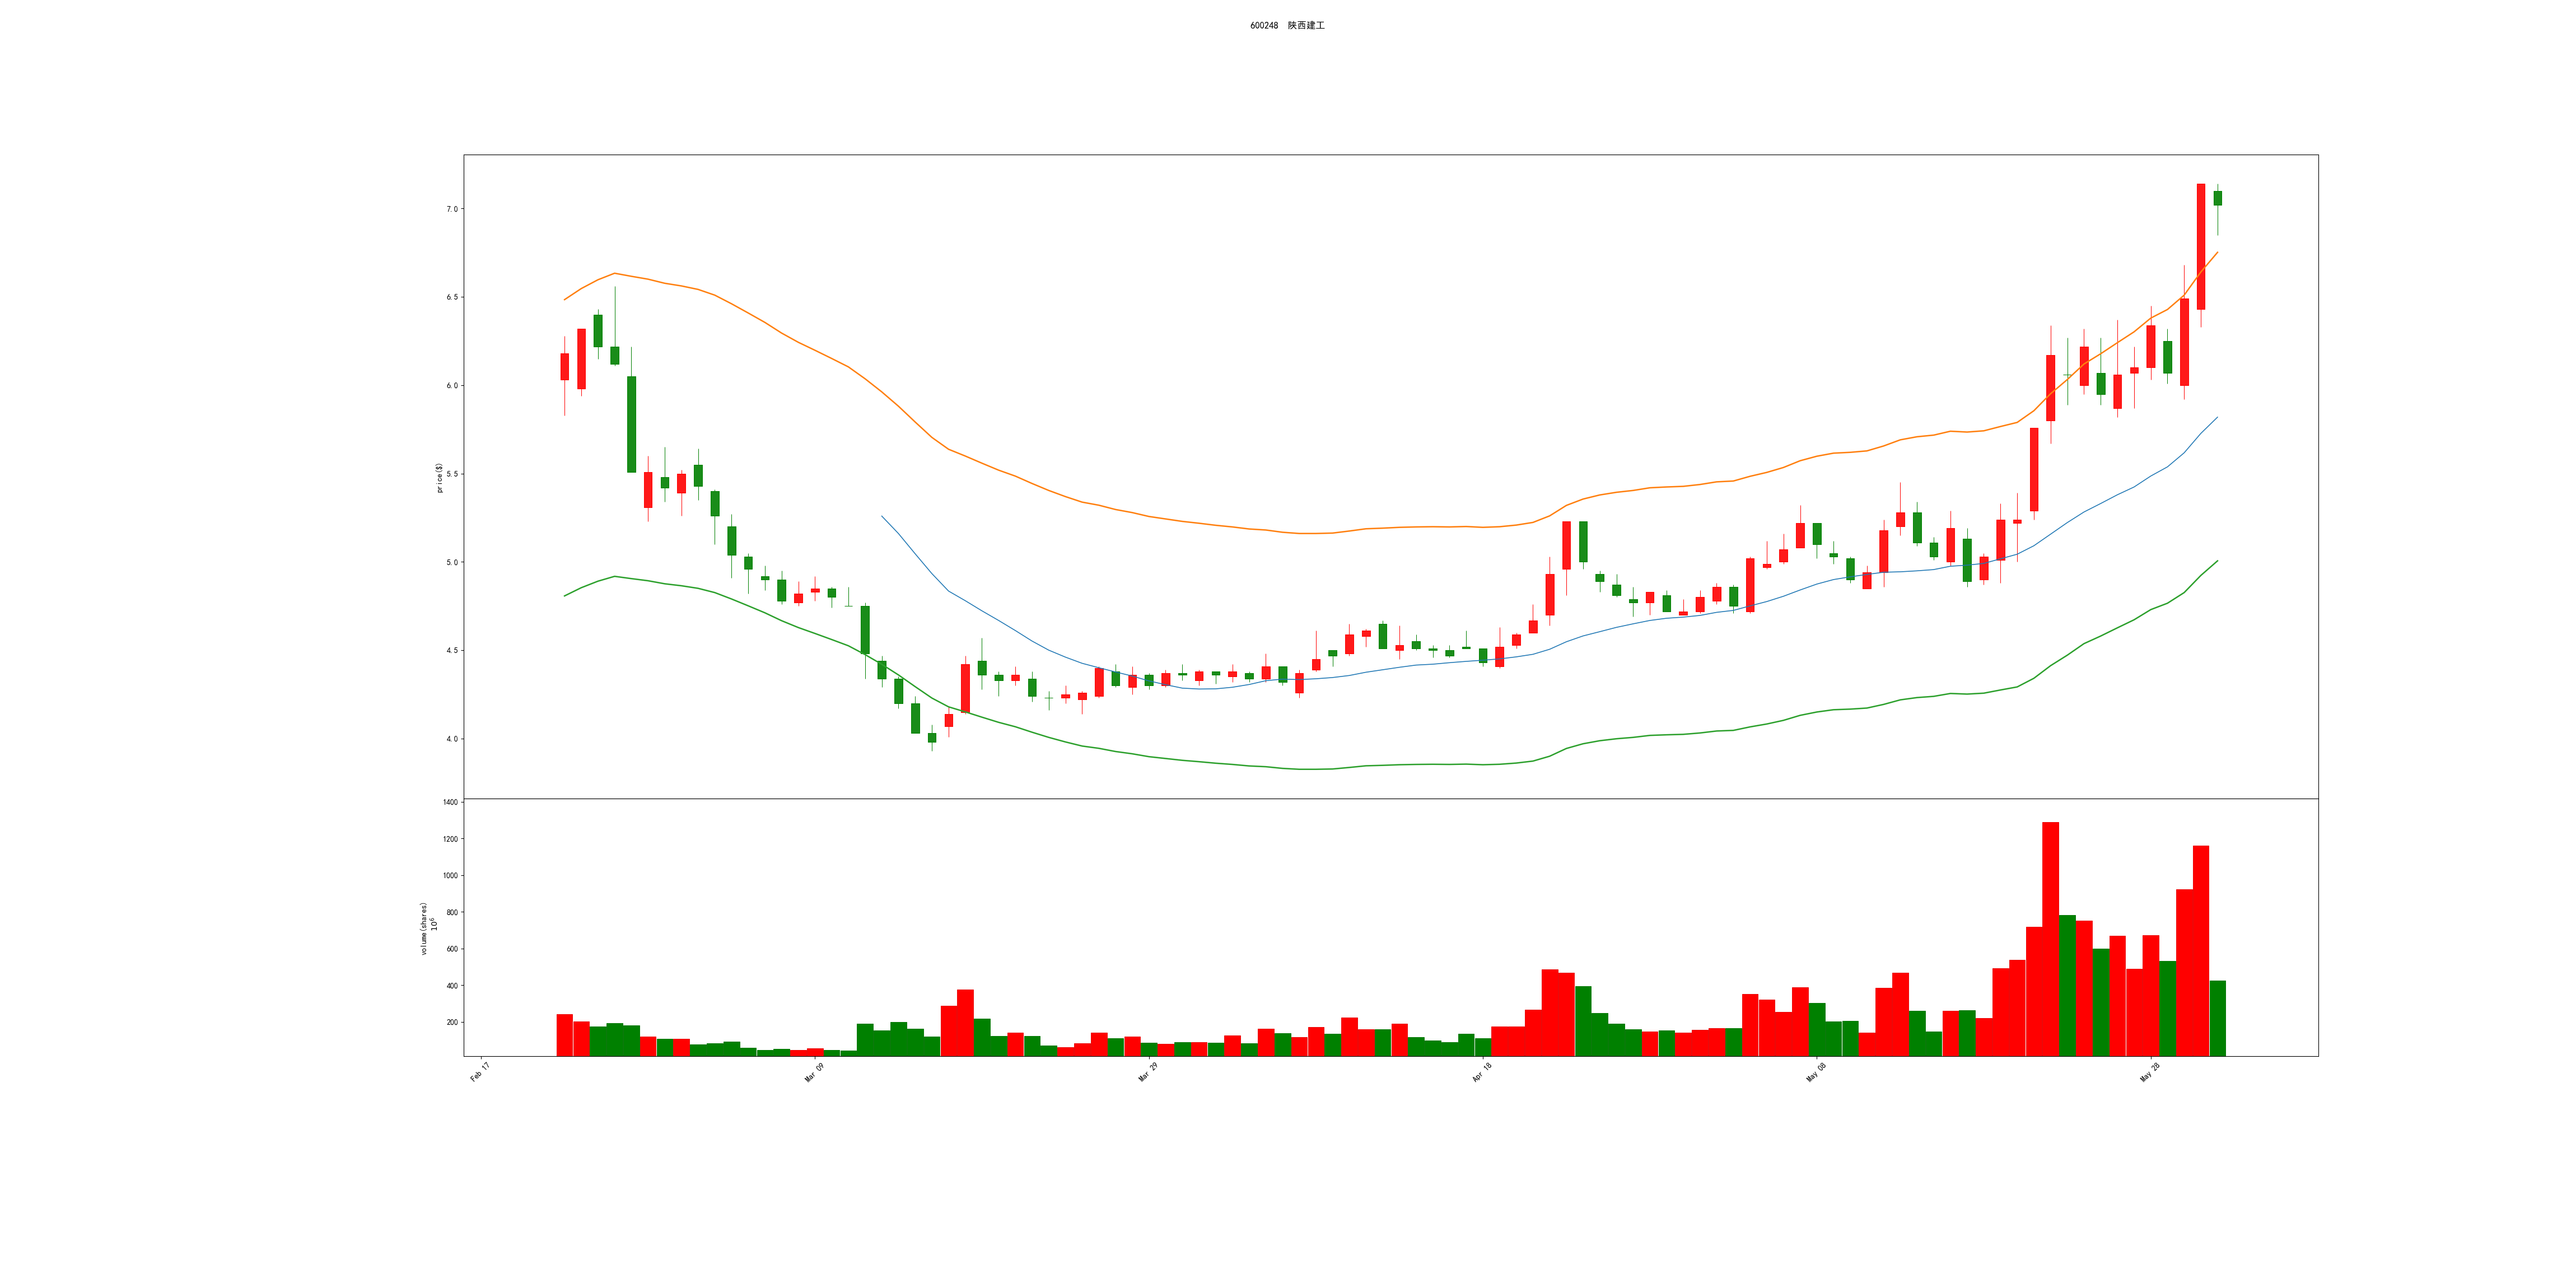 600248 陕西建工
price($)
7.0
6.5
6.0
5.5
5.0
4.5
4.0
volume(shares)
10^6
1400
1200
1000
800
600
400
200
Feb 17
Mar 09
Mar 29
Apr 18
May 08
May 28